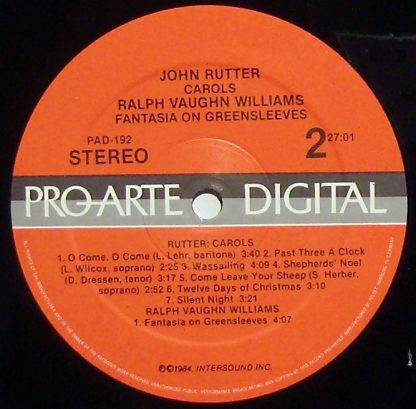 JOHN RUTTER
CAROLS
RALPH VAUGHN WILLIAMS
FANTASIA ON GREENSLEEVES
PAD-192
STEREO
2 27:01
PRO-ARTE DIGITAL
RUTTER: CAROLS
1. O Come, O Come (L. Lehr, baritone) 3:40 2. Past Three A Clock
(L. Wilcox, soprano) 2:25 3. Wassailing 4:09 4. Shepherds' Noel
(D. Dressen, tenor) 3:17 5. Come Leave Your Sheep (S. Herber,
soprano) 2:52 6. Twelve Days of Christmas 3:10
7. Silent Night 3:21
RALPH VAUGHN WILLIAMS
1. Fantasia on Greensleeves 4:07
℗©1984, INTERSOUND INC.